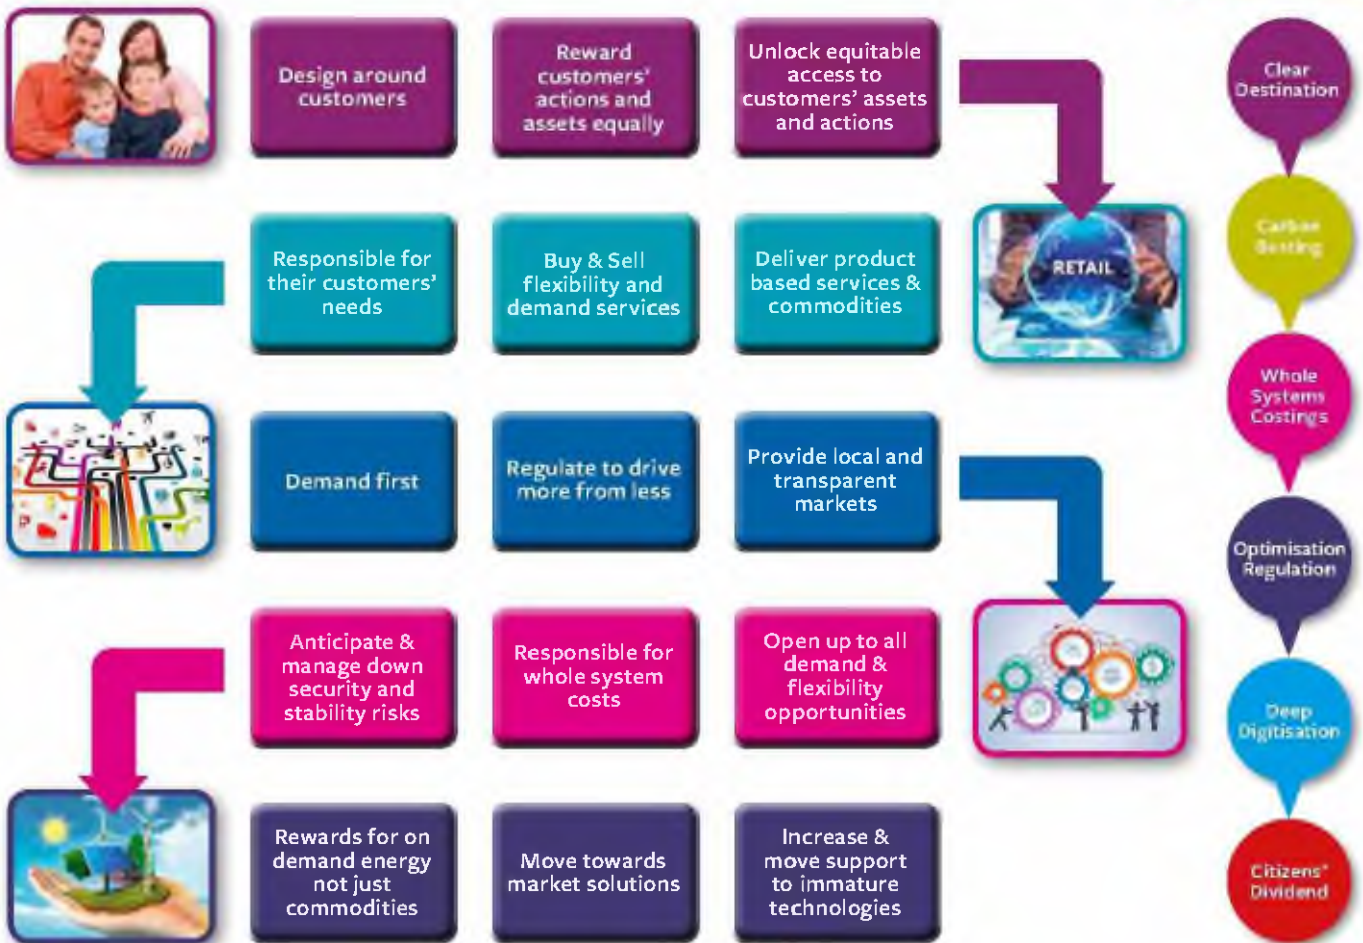 Design around
customers
Reward
customers'
actions and
assets equally
Unlock equitable
access to
customers' assets
and actions
Clear
Destination
Responsible for
their customers'
needs
Buy & Sell
flexibility and
demand services
Deliver product
based services &
commodities
RETAIL
Carbon
Whole
Systems
Costings
Demand first
Regulate to drive
more from less
Provide local and
transparent
markets
Optimisation
Regulation
Anticipate &
manage down
security and
stability risks
Responsible for
whole system
costs
Open up to all
demand &
flexibility
opportunities
Deep
Digitisation
Rewards for on
demand energy
not just
commodities
Move towards
market solutions
Increase &
move support
to immature
technologies
Citizens'
Dividend